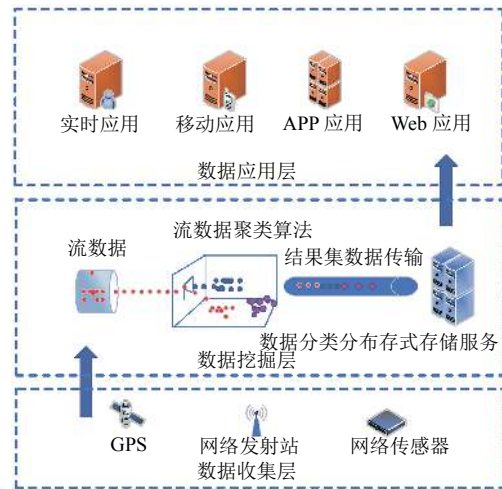 实时应用 移动应用 APP 应用 Web 应用
数据应用层
流数据聚类算法
流数据
结果集数据传输
数据分类分布存式存储服务
数据挖掘层
GPS 网络发射站 网络传感器
数据收集层